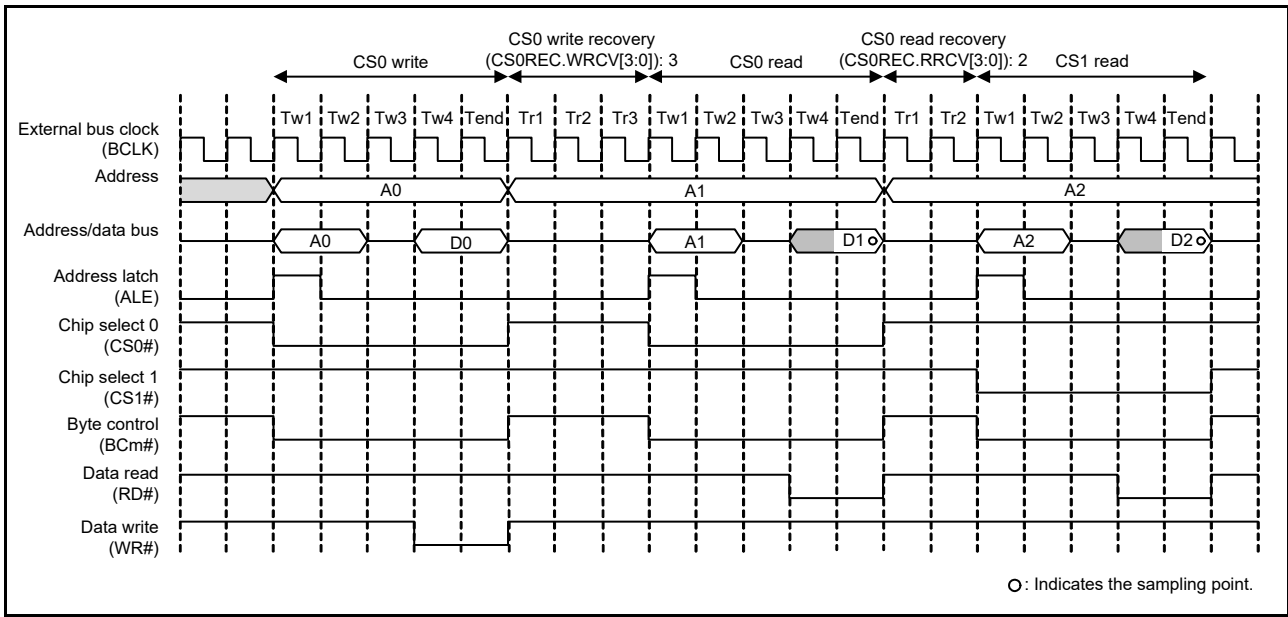 CS0 write recovery
(CS0REC.WRCV[3:0]): 3
CS0 read recovery
(CS0REC.RRCV[3:0]): 2
CS0 write
CS0 read
CS1 read
Tw1 Tw2 Tw3 Tw4 Tend Tr1 Tr2 Tr3 Tw1 Tw2 Tw3 Tw4 Tend Tr1 Tr2 Tw1 Tw2 Tw3 Tw4 Tend
External bus clock
(BCLK)
Address
A0 A1 A2
Address/data bus
A0 D0 A1 D1 A2 D2
Address latch
(ALE)
Chip select 0
(CS0#)
Chip select 1
(CS1#)
Byte control
(BCm#)
Data read
(RD#)
Data write
(WR#)
: Indicates the sampling point.